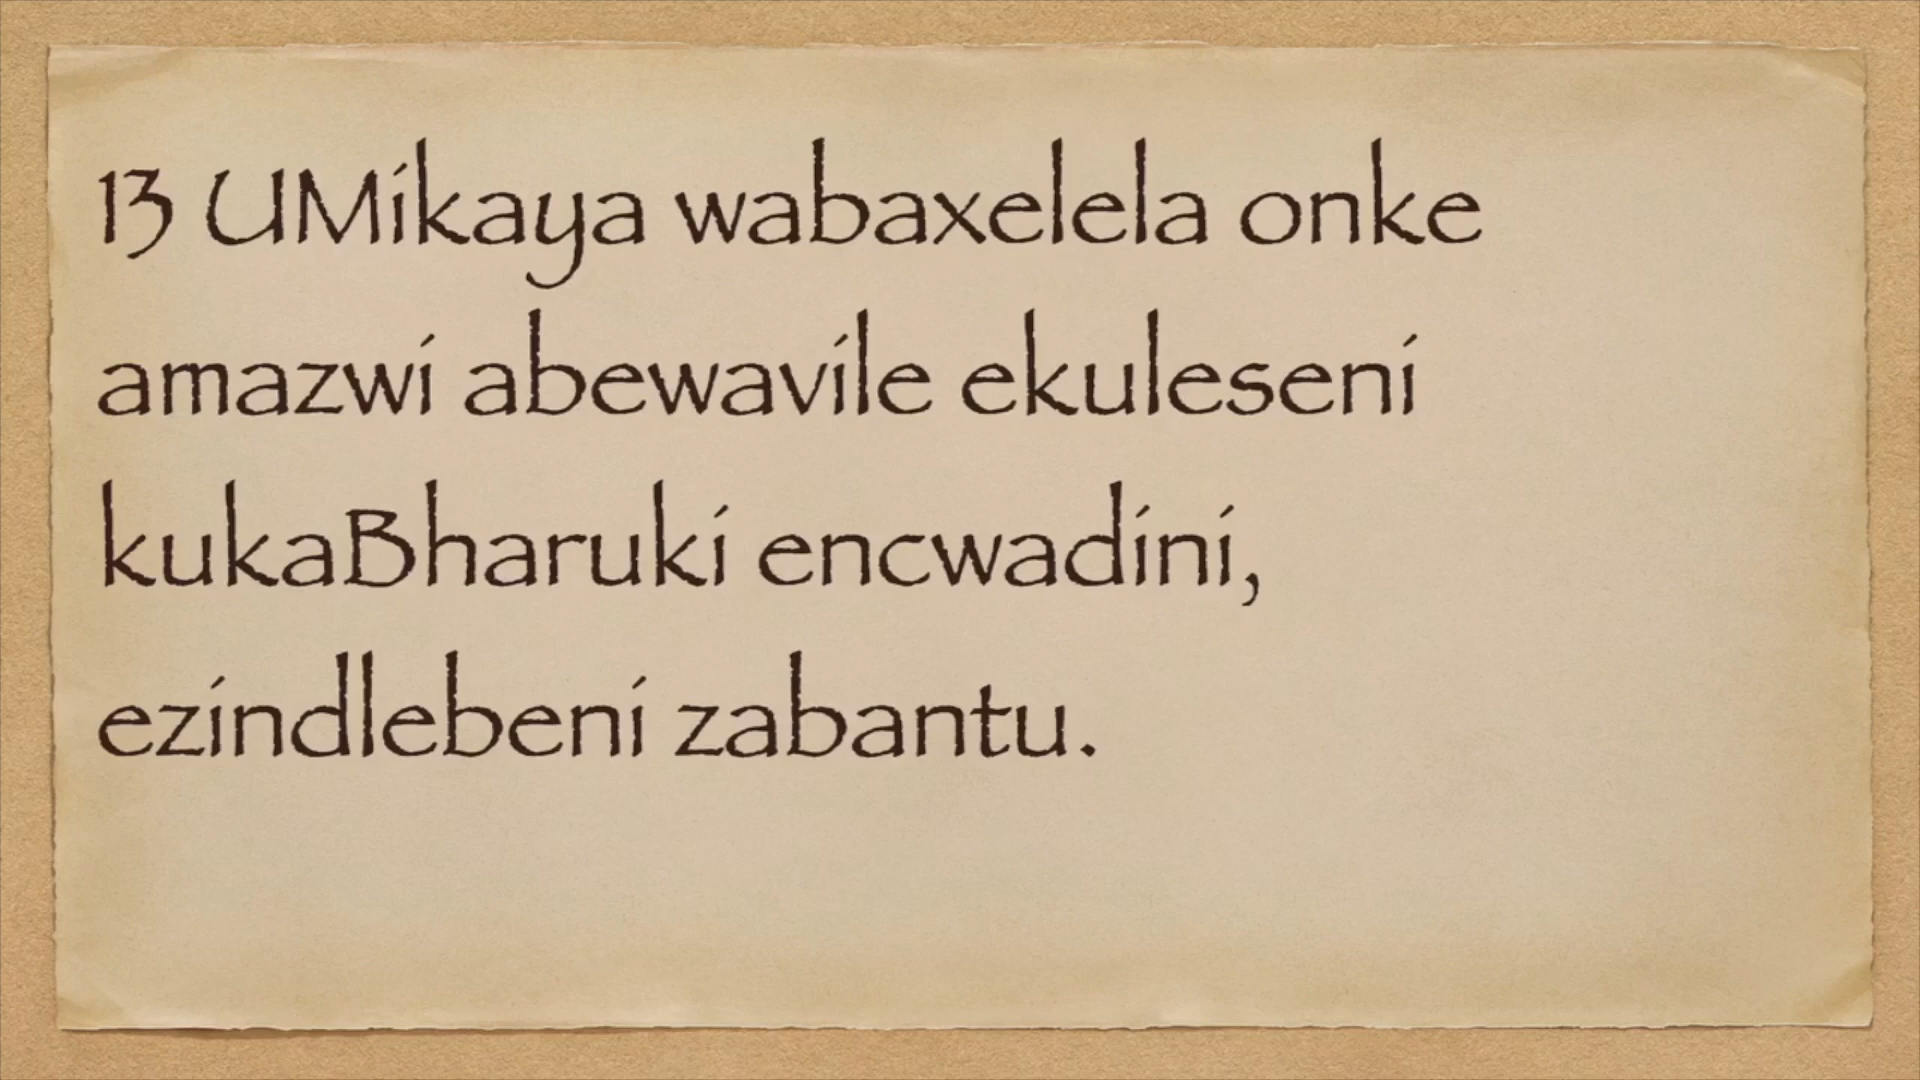 13 UMikaya wabaxelela onke
amazwi abewavile ekuleseni
kukaBharuki encwadini,
ezindlebeni zabantu.